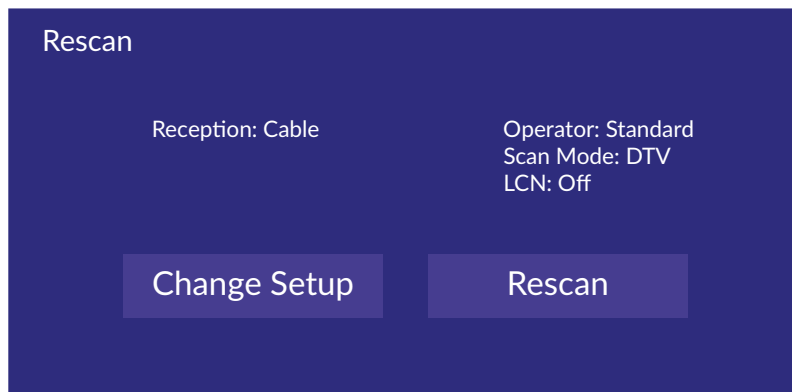 Rescan
Reception: Cable
Operator: Standard
Scan Mode: DTV
LCN: Off
Change Setup
Rescan